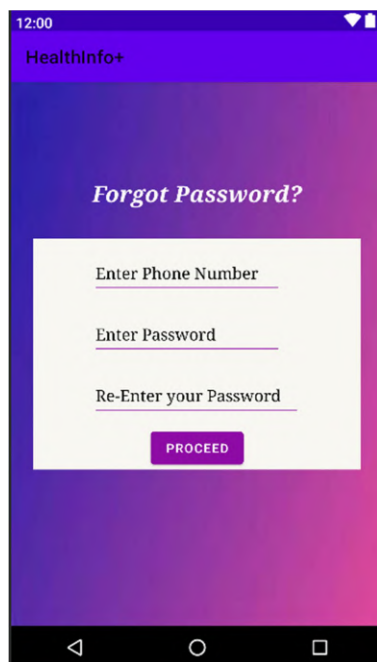 12:00
HealthInfo+
Forgot Password?
Enter Phone Number
Enter Password
Re-Enter your Password
PROCEED